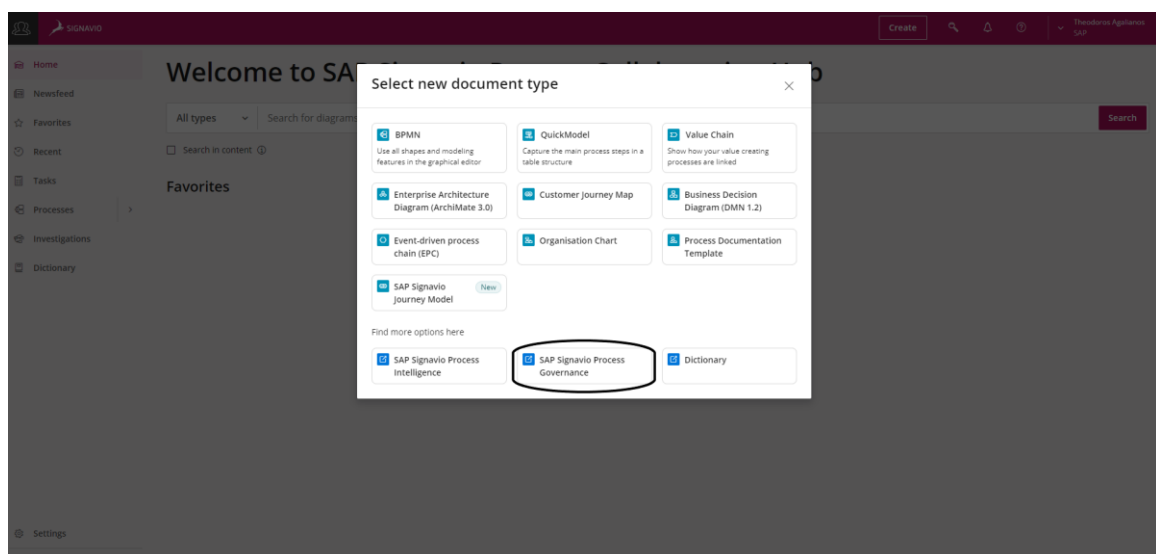 SIGNAVIO
Create
Theodoros Agalianos
SAP
Home
Newsfeed
Favorites
Recent
Tasks
Processes
Investigations
Dictionary
Settings
Welcome to SA
b
All types
Search for diagrams
Search
Search in content
Favorites
Select new document type
BPMN
Use all shapes and modeling
features in the graphical editor
QuickModel
Capture the main process steps in a
table structure
Value Chain
Show how your value creating
processes are linked
Enterprise Architecture
Diagram (ArchiMate 3.0)
Customer Journey Map
Business Decision
Diagram (DMN 1.2)
Event-driven process
chain (EPC)
Organisation Chart
Process Documentation
Template
SAP Signavio
Journey Model
New
Find more options here
SAP Signavio Process
Intelligence
SAP Signavio Process
Governance
Dictionary